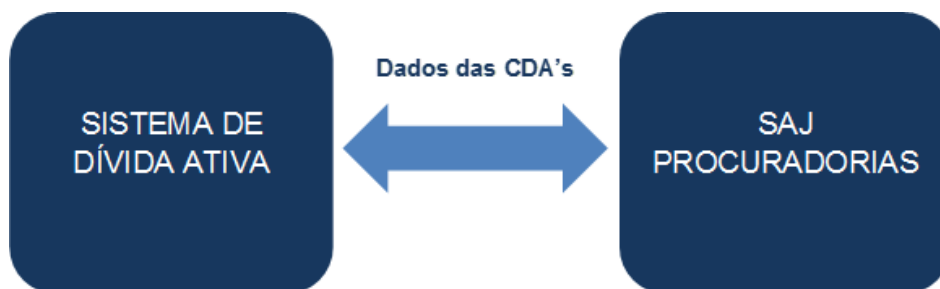 SISTEMA DE
DÍVIDA ATIVA
Dados das CDA's
SAJ
PROCURADORIAS